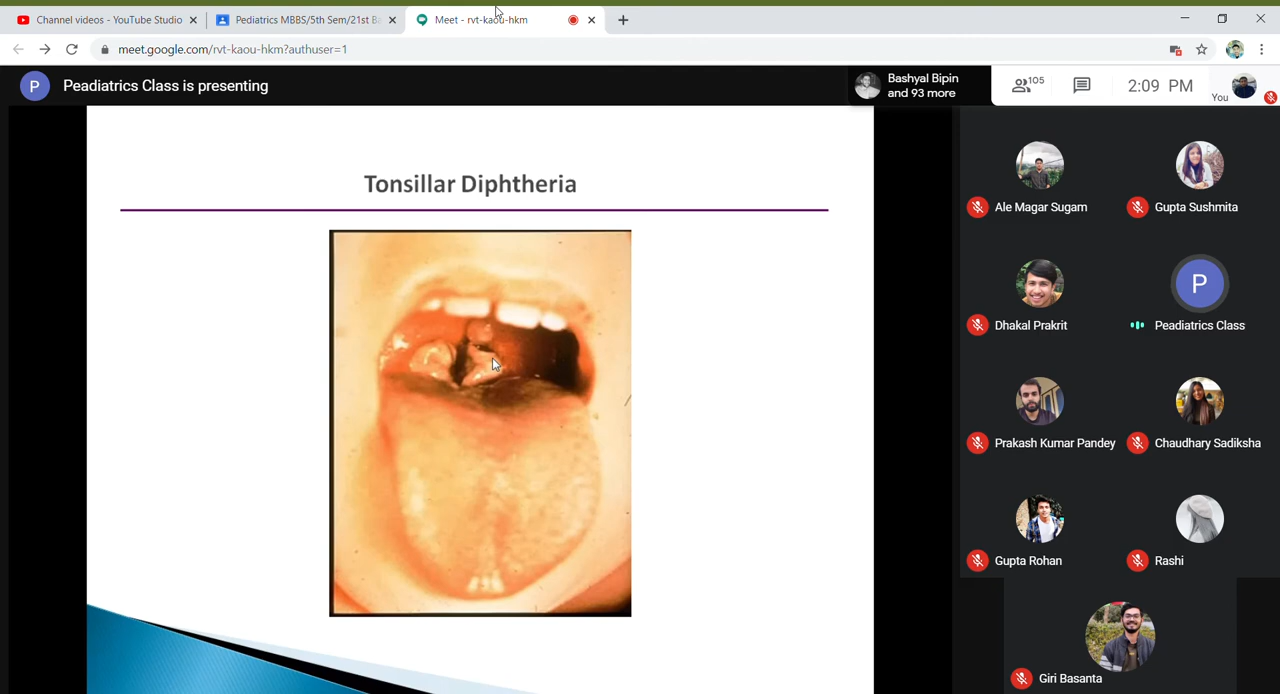 Channel videos - YouTube Studio
Pediatrics MBBS/5th Sem/21st Ba
Meet - rvt-kaou-hkm
meet.google.com/rvt-kaou-hkm?authuser=1
P
Peadiatrics Class is presenting
Bashyal Bipin
and 93 more
105
2:09 PM
You
Tonsillar Diphtheria
Ale Magar Sugam
Gupta Sushmita
Dhakal Prakrit
P
Peadiatrics Class
Prakash Kumar Pandey
Chaudhary Sadiksha
Gupta Rohan
Rashi
Giri Basanta